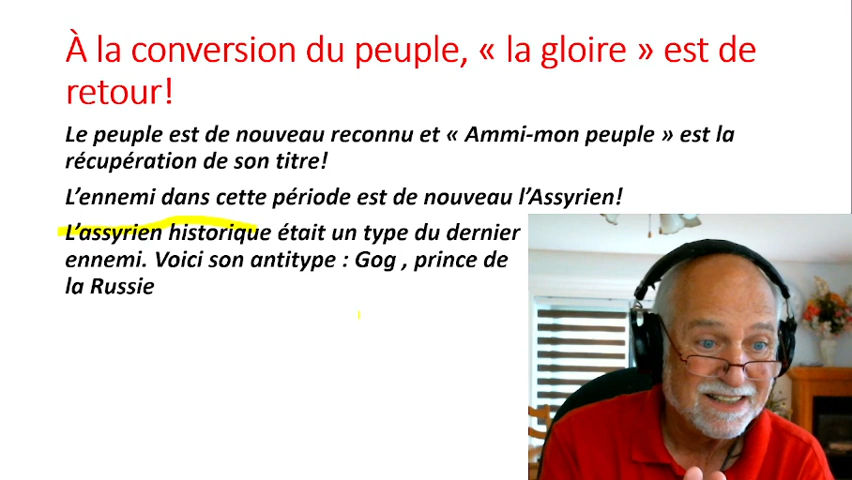 À la conversion du peuple, « la gloire » est de
retour!
Le peuple est de nouveau reconnu et « Ammi-mon peuple » est la
récupération de son titre!
L'ennemi dans cette période est de nouveau l'Assyrien!
L'assyrien historique était un type du dernier
ennemi. Voici son antitype : Gog , prince de
la Russie